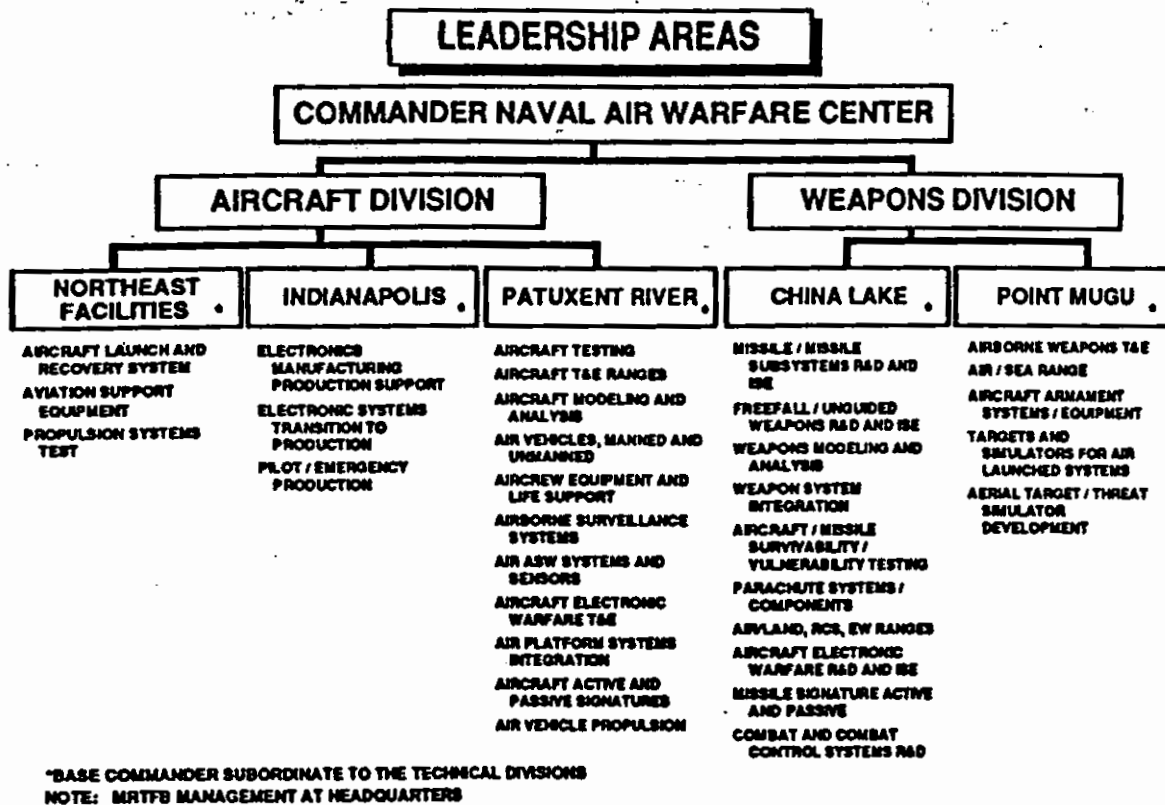 LEADERSHIP AREAS
COMMANDER NAVAL AIR WARFARE CENTER
AIRCRAFT DIVISION
WEAPONS DIVISION
NORTHEAST
FACILITIES *
AIRCRAFT LAUNCH AND
RECOVERY SYSTEM
AVIATION SUPPORT
EQUIPMENT
PROPULSION SYSTEMS
TEST
INDIANAPOLIS *
ELECTRONICS
MANUFACTURING
PRODUCTION SUPPORT
ELECTRONIC SYSTEMS
TRANSITION TO
PRODUCTION
PILOT / EMERGENCY
PRODUCTION
PATUXENT RIVER *
AIRCRAFT TESTING
AIRCRAFT T&E RANGES
AIRCRAFT MODELING AND
ANALYSIS
AIR VEHICLES, MANNED AND
UNMANNED
AIRCREW EQUIPMENT AND
LIFE SUPPORT
AIRBORNE SURVEILLANCE
SYSTEMS
AIR ASW SYSTEMS AND
SENSORS
AIRCRAFT ELECTRONIC
WARFARE T&E
AIR PLATFORM SYSTEMS
INTEGRATION
AIRCRAFT ACTIVE AND
PASSIVE SIGNATURES
AIR VEHICLE PROPULSION
CHINA LAKE *
MISSILE / MISSILE
SUBSYSTEMS R&D AND
ISE
FREEFALL / UNGUIDED
WEAPONS R&D AND ISE
WEAPONS MODELING AND
ANALYSIS
WEAPON SYSTEM
INTEGRATION
AIRCRAFT / MISSILE
SURVIVABILITY /
VULNERABILITY TESTING
PARACHUTE SYSTEMS /
COMPONENTS
AIR/LAND, RCS, EW RANGES
AIRCRAFT ELECTRONIC
WARFARE R&D AND ISE
MISSILE SIGNATURE ACTIVE
AND PASSIVE
COMBAT AND COMBAT
CONTROL SYSTEMS R&D
POINT MUGU *
AIRBORNE WEAPONS T&E
AIR / SEA RANGE
AIRCRAFT ARMAMENT
SYSTEMS / EQUIPMENT
TARGETS AND
SIMULATORS FOR AIR
LAUNCHED SYSTEMS
AERIAL TARGET / THREAT
SIMULATOR
DEVELOPMENT
*BASE COMMANDER SUBORDINATE TO THE TECHNICAL DIVISIONS
NOTE: MRTFB MANAGEMENT AT HEADQUARTERS